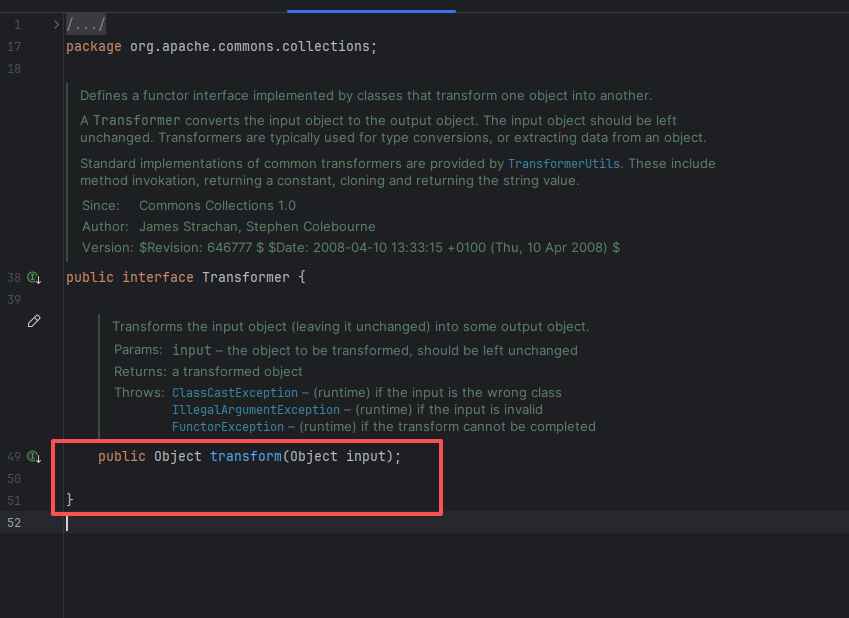 1 /.../
17 package org.apache.commons.collections;
18
Defines a functor interface implemented by classes that transform one object into another.
A Transformer converts the input object to the output object. The input object should be left
unchanged. Transformers are typically used for type conversions, or extracting data from an object.
Standard implementations of common transformers are provided by TransformerUtils. These include
method invokation, returning a constant, cloning and returning the string value.
Since: Commons Collections 1.0
Author: James Strachan, Stephen Colebourne
Version: $Revision: 646777 $ $Date: 2008-04-10 13:33:15 +0100 (Thu, 10 Apr 2008) $
38 public interface Transformer {
39
Transforms the input object (leaving it unchanged) into some output object.
Params: input – the object to be transformed, should be left unchanged
Returns: a transformed object
Throws: ClassCastException – (runtime) if the input is the wrong class
IllegalArgumentException – (runtime) if the input is invalid
FunctorException – (runtime) if the transform cannot be completed
49 public Object transform(Object input);
50
51 }
52